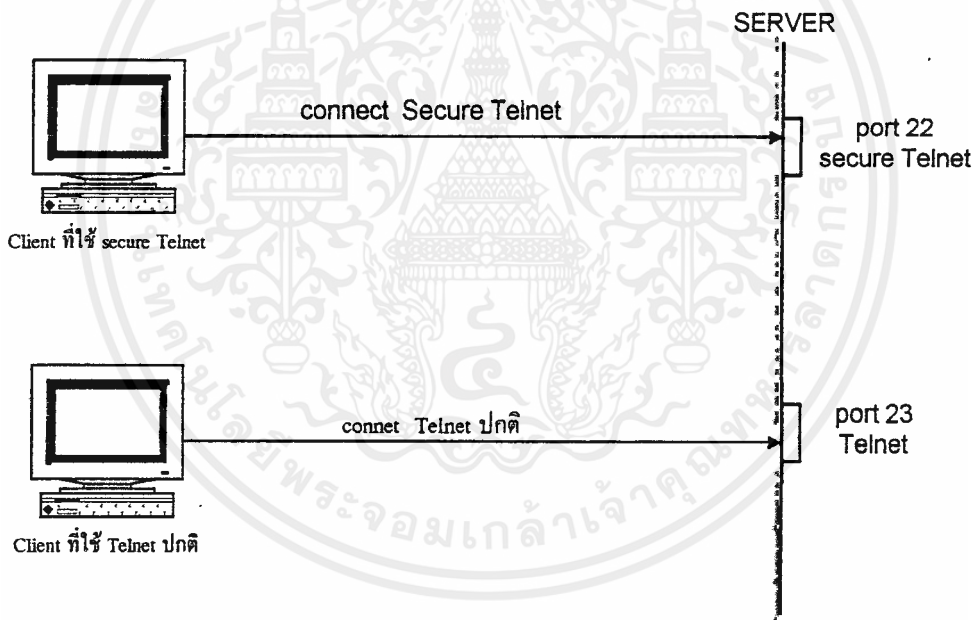 SERVER
connect Secure Telnet
port 22
secure Telnet
Client ที่ใช้ secure Telnet
connet Telnet ปกติ
port 23
Telnet
Client ที่ใช้ Telnet ปกติ